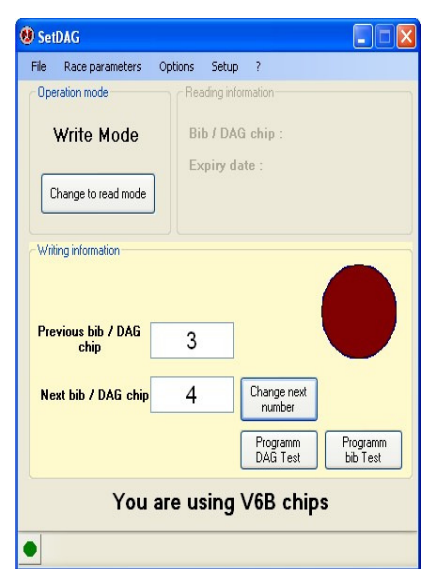 SetDAG
File Race parameters Options Setup ?
Operation mode
Write Mode
Change to read mode
Reading information
Bib / DAG chip :
Expiry date :
Writing information
Previous bib / DAG
chip
3
Next bib / DAG chip
4
Change next
number
Programm
DAG Test
Programm
bib Test
You are using V6B chips